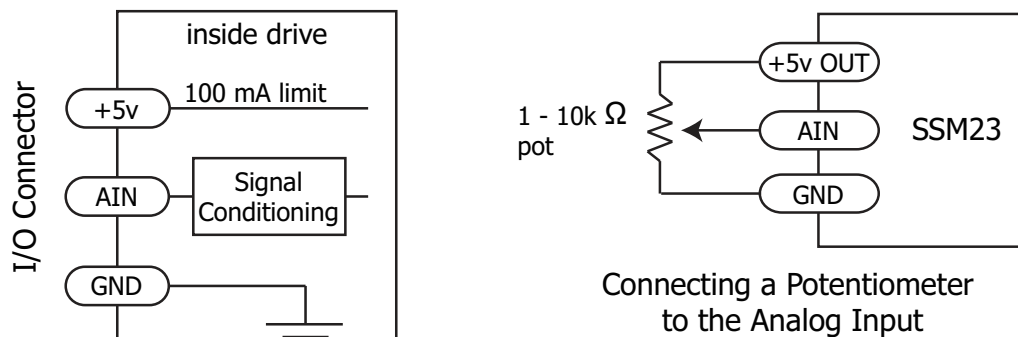 inside drive
I/O Connector
+5v
100 mA limit
AIN
Signal
Conditioning
GND
+5v OUT
1 - 10k Ω
pot
AIN
SSM23
GND
Connecting a Potentiometer
to the Analog Input